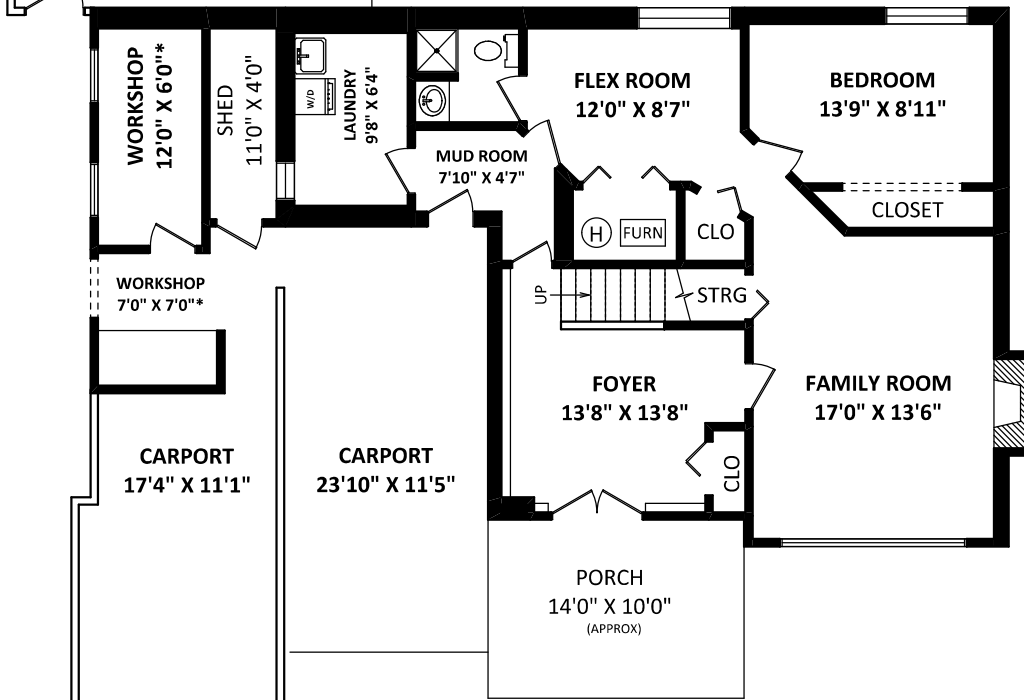 WORKSHOP
12'0" X 6'0"*
SHED
11'0" X 4'0"
W/D
LAUNDRY
9'8" X 6'4"
FLEX ROOM
12'0" X 8'7"
BEDROOM
13'9" X 8'11"
MUD ROOM
7'10" X 4'7"
CLOSET
H
FURN
CLO
WORKSHOP
7'0" X 7'0"*
UP
STRG
FOYER
13'8" X 13'8"
FAMILY ROOM
17'0" X 13'6"
CARPORT
17'4" X 11'1"
CARPORT
23'10" X 11'5"
CLO
PORCH
14'0" X 10'0"
(APPROX)